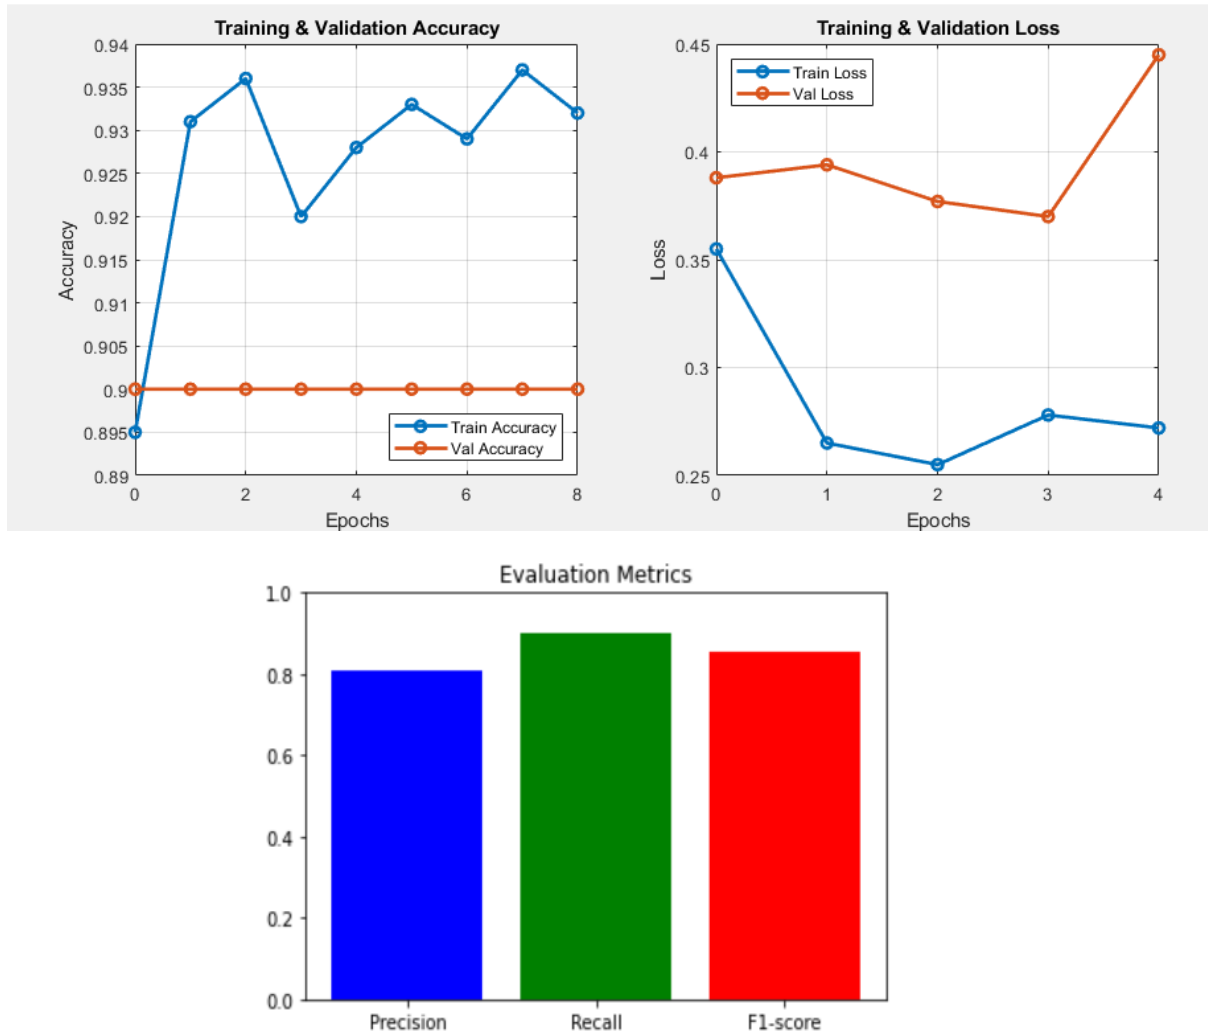 Training & Validation Accuracy
0.94
0.935
0.93
0.925
0.92
0.915
0.91
0.905
0.9
0.895
0.89
Accuracy
0 2 4 6 8
Epochs
Train Accuracy
Val Accuracy
Training & Validation Loss
0.45
0.4
0.35
0.3
0.25
Loss
0 1 2 3 4
Epochs
Train Loss
Val Loss
Evaluation Metrics
1.0
0.8
0.6
0.4
0.2
0.0
Precision Recall F1-score